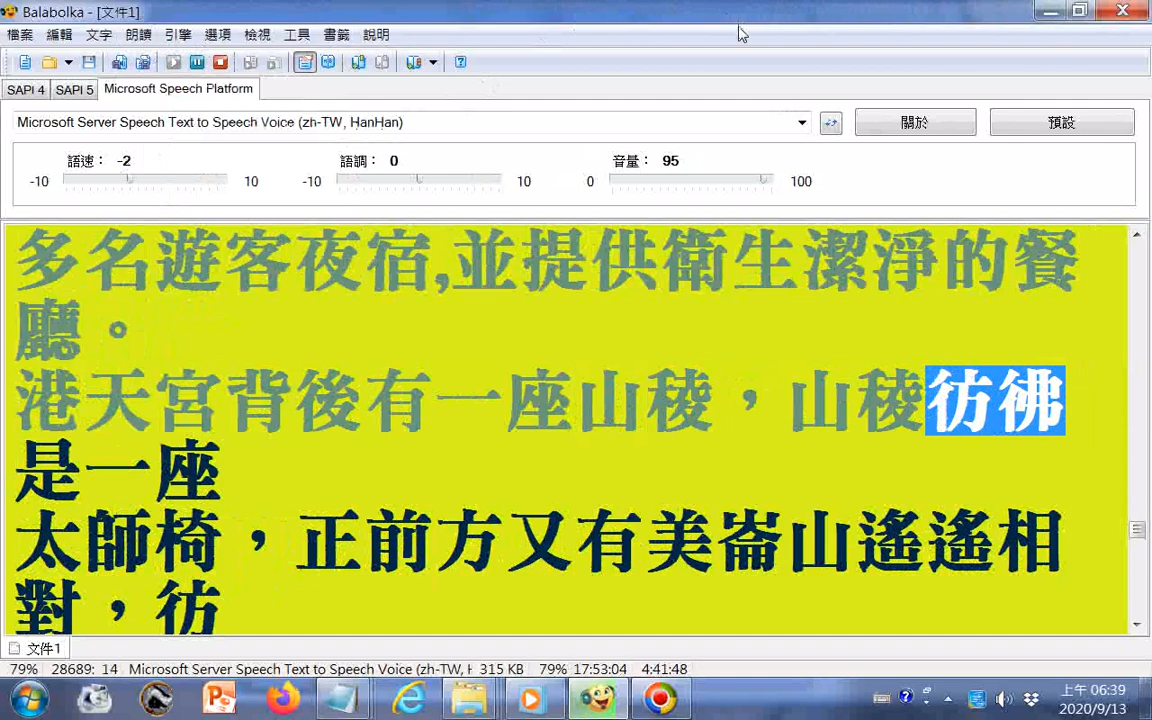 Balabolka - [文件1]
檔案 編輯 文字 朗讀 引擎 選項 檢視 工具 書籤 說明
SAPI 4 SAPI 5 Microsoft Speech Platform
Microsoft Server Speech Text to Speech Voice (zh-TW, HanHan) 關於 預設
語速： -2 語調： 0 音量： 95
-10 10 -10 10 0 100
多名遊客夜宿,並提供衛生潔淨的餐
廳。
港天宮背後有一座山稜，山稜彷彿
是一座
太師椅，正前方又有美崙山遙遙相
對，彷
文件1
79% 28689: 14 Microsoft Server Speech Text to Speech Voice (zh-TW, H 315 KB 79% 17:53:04 4:41:48
上午 06:39
2020/9/13